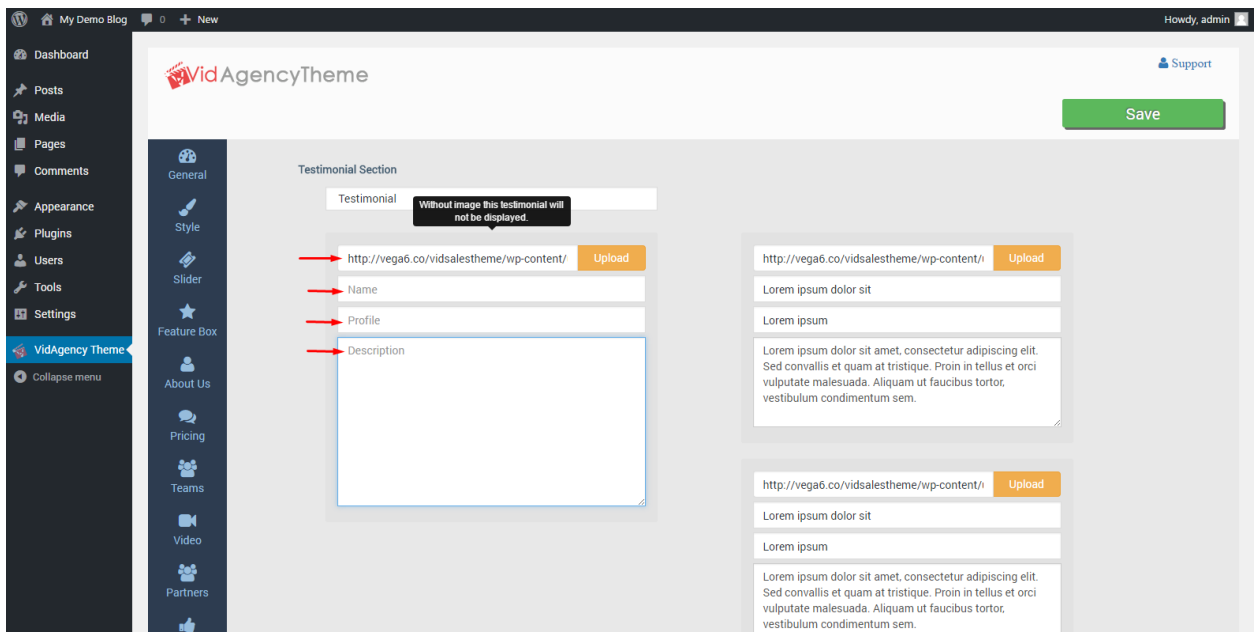 My Demo Blog 0 New Howdy, admin
Dashboard
Posts
Media
Pages
Comments
Appearance
Plugins
Users
Tools
Settings
VidAgency Theme
Collapse menu
VidAgencyTheme
Support
Save
General
Style
Slider
Feature Box
About Us
Pricing
Teams
Video
Partners
Testimonial Section
Testimonial
Without image this testimonial will
not be displayed.
http://vega6.co/vidsalestheme/wp-content/ Upload
Name
Profile
Description
http://vega6.co/vidsalestheme/wp-content/ Upload
Lorem ipsum dolor sit
Lorem ipsum
Lorem ipsum dolor sit amet, consectetur adipiscing elit.
Sed convallis et quam at tristique. Proin in tellus et orci
vulputate malesuada. Aliquam ut faucibus tortor,
vestibulum condimentum sem.
http://vega6.co/vidsalestheme/wp-content/ Upload
Lorem ipsum dolor sit
Lorem ipsum
Lorem ipsum dolor sit amet, consectetur adipiscing elit.
Sed convallis et quam at tristique. Proin in tellus et orci
vulputate malesuada. Aliquam ut faucibus tortor,
vestibulum condimentum sem.